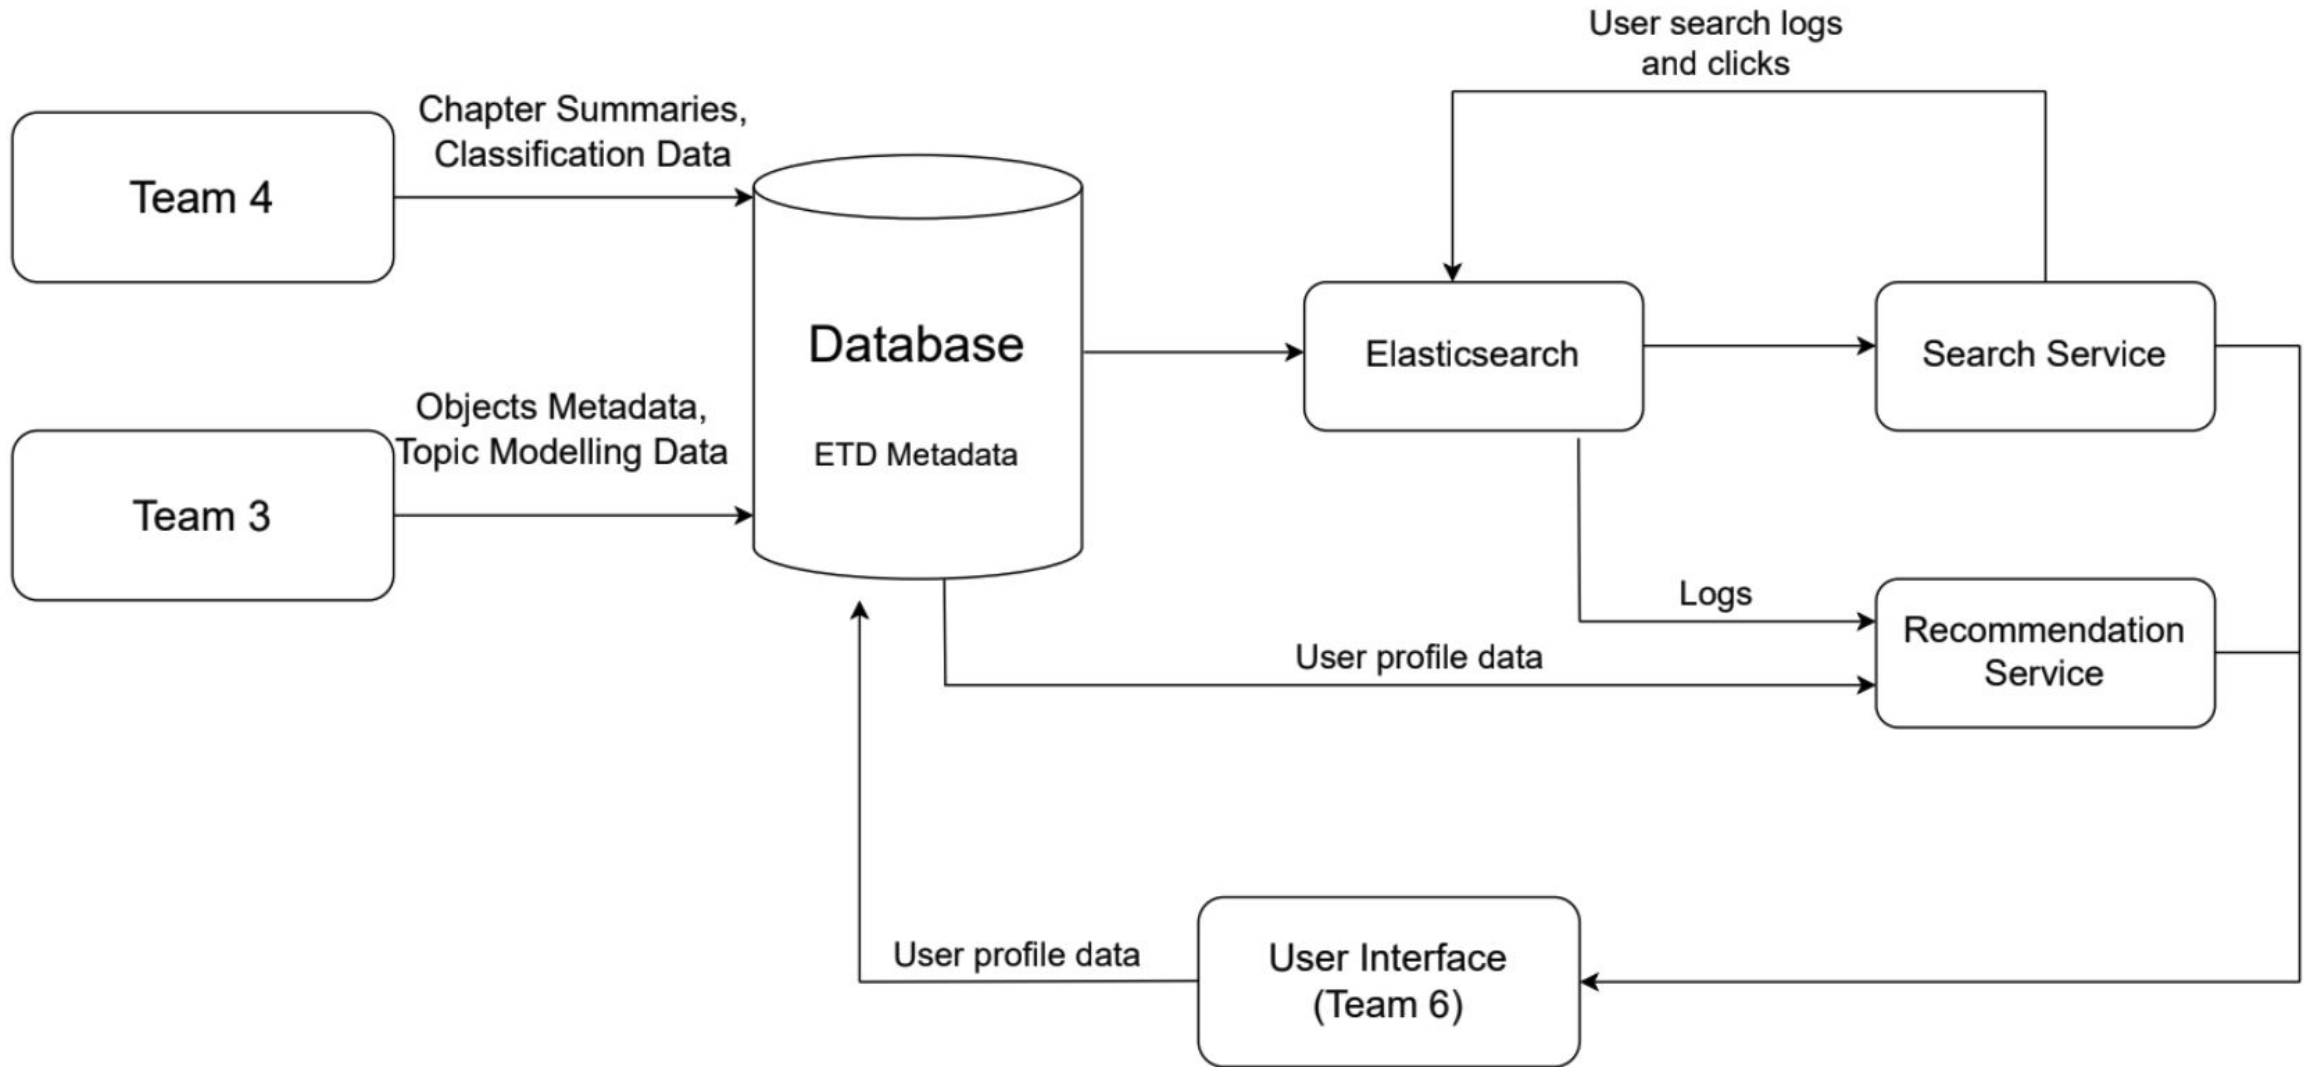 User search logs
and clicks
Chapter Summaries,
Classification Data
Team 4
Database
ETD Metadata
Elasticsearch
Search Service
Objects Metadata,
Topic Modelling Data
Team 3
Logs
User profile data
Recommendation
Service
User profile data
User Interface
(Team 6)